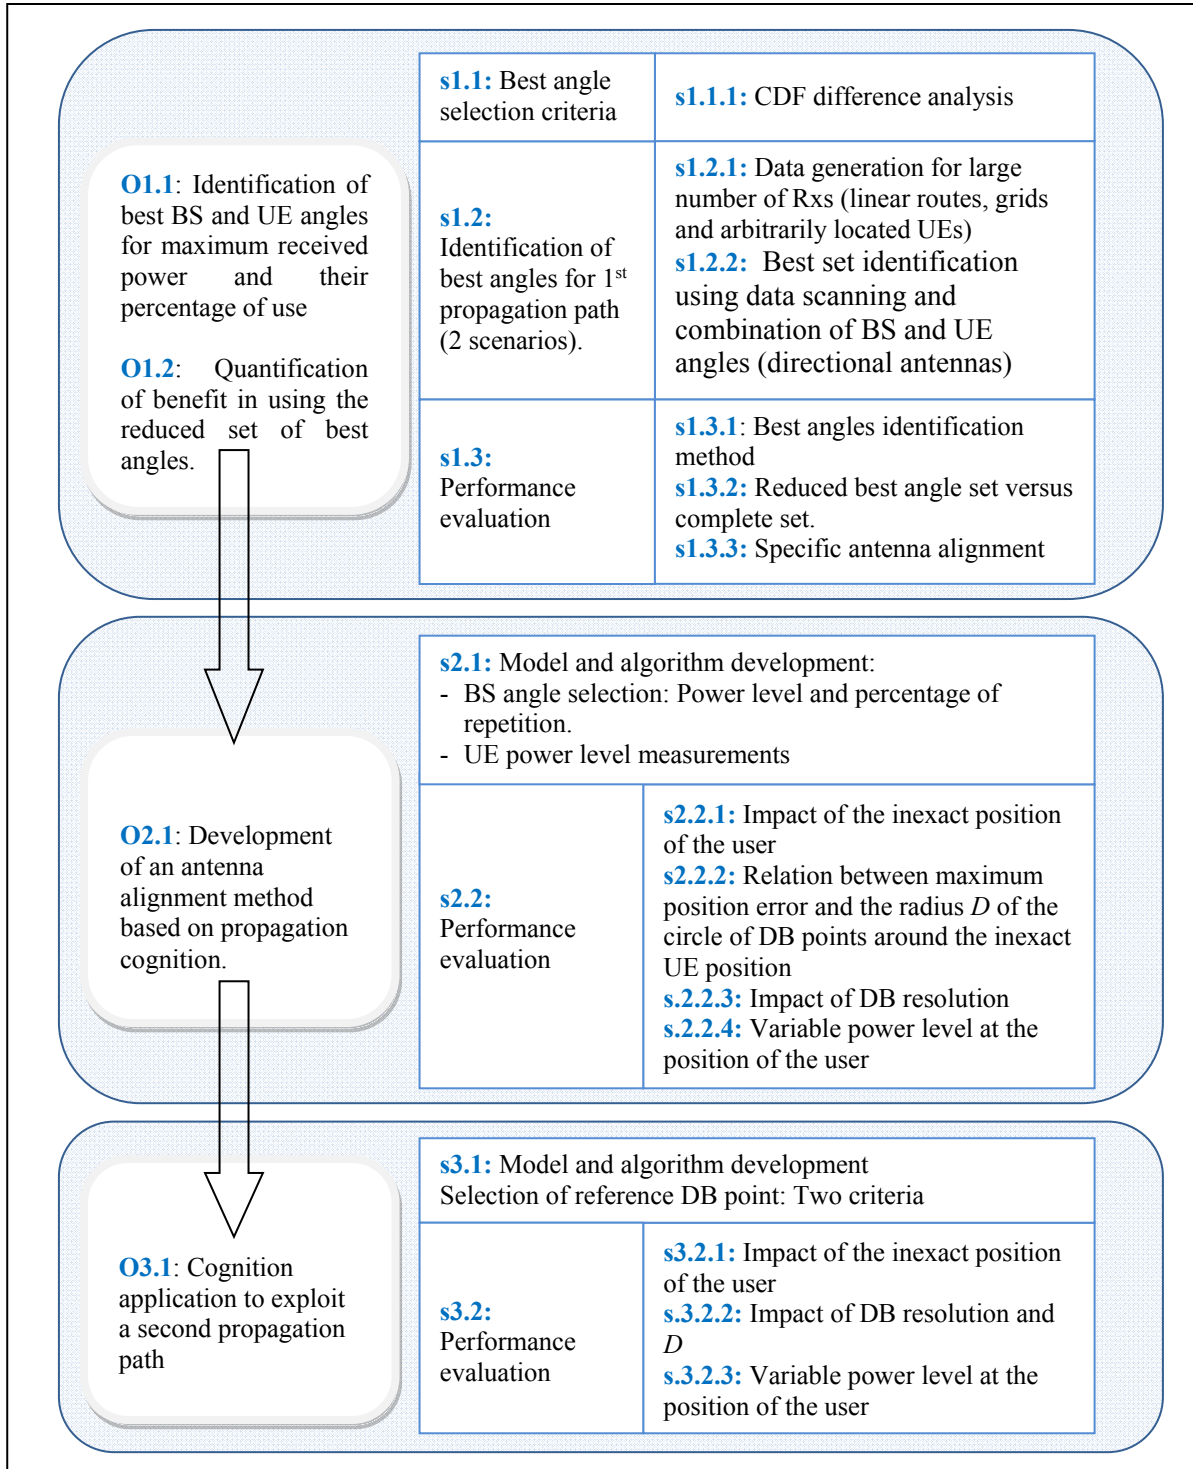 O1.1: Identification of
best BS and UE angles
for maximum received
power and their
percentage of use
O1.2: Quantification
of benefit in using the
reduced set of best
angles.
s1.1: Best angle
selection criteria
s1.1.1: CDF difference analysis
s1.2:
Identification of
best angles for 1st
propagation path
(2 scenarios).
s1.2.1: Data generation for large
number of Rxs (linear routes, grids
and arbitrarily located UEs)
s1.2.2: Best set identification
using data scanning and
combination of BS and UE
angles (directional antennas)
s1.3:
Performance
evaluation
s1.3.1: Best angles identification
method
s1.3.2: Reduced best angle set versus
complete set.
s1.3.3: Specific antenna alignment
O2.1: Development
of an antenna
alignment method
based on propagation
cognition.
s2.1: Model and algorithm development:
- BS angle selection: Power level and percentage of
repetition.
- UE power level measurements
s2.2:
Performance
evaluation
s2.2.1: Impact of the inexact position
of the user
s2.2.2: Relation between maximum
position error and the radius D of the
circle of DB points around the inexact
UE position
s.2.2.3: Impact of DB resolution
s.2.2.4: Variable power level at the
position of the user
O3.1: Cognition
application to exploit
a second propagation
path
s3.1: Model and algorithm development
Selection of reference DB point: Two criteria
s3.2:
Performance
evaluation
s3.2.1: Impact of the inexact position
of the user
s.3.2.2: Impact of DB resolution and
D
s.3.2.3: Variable power level at the
position of the user